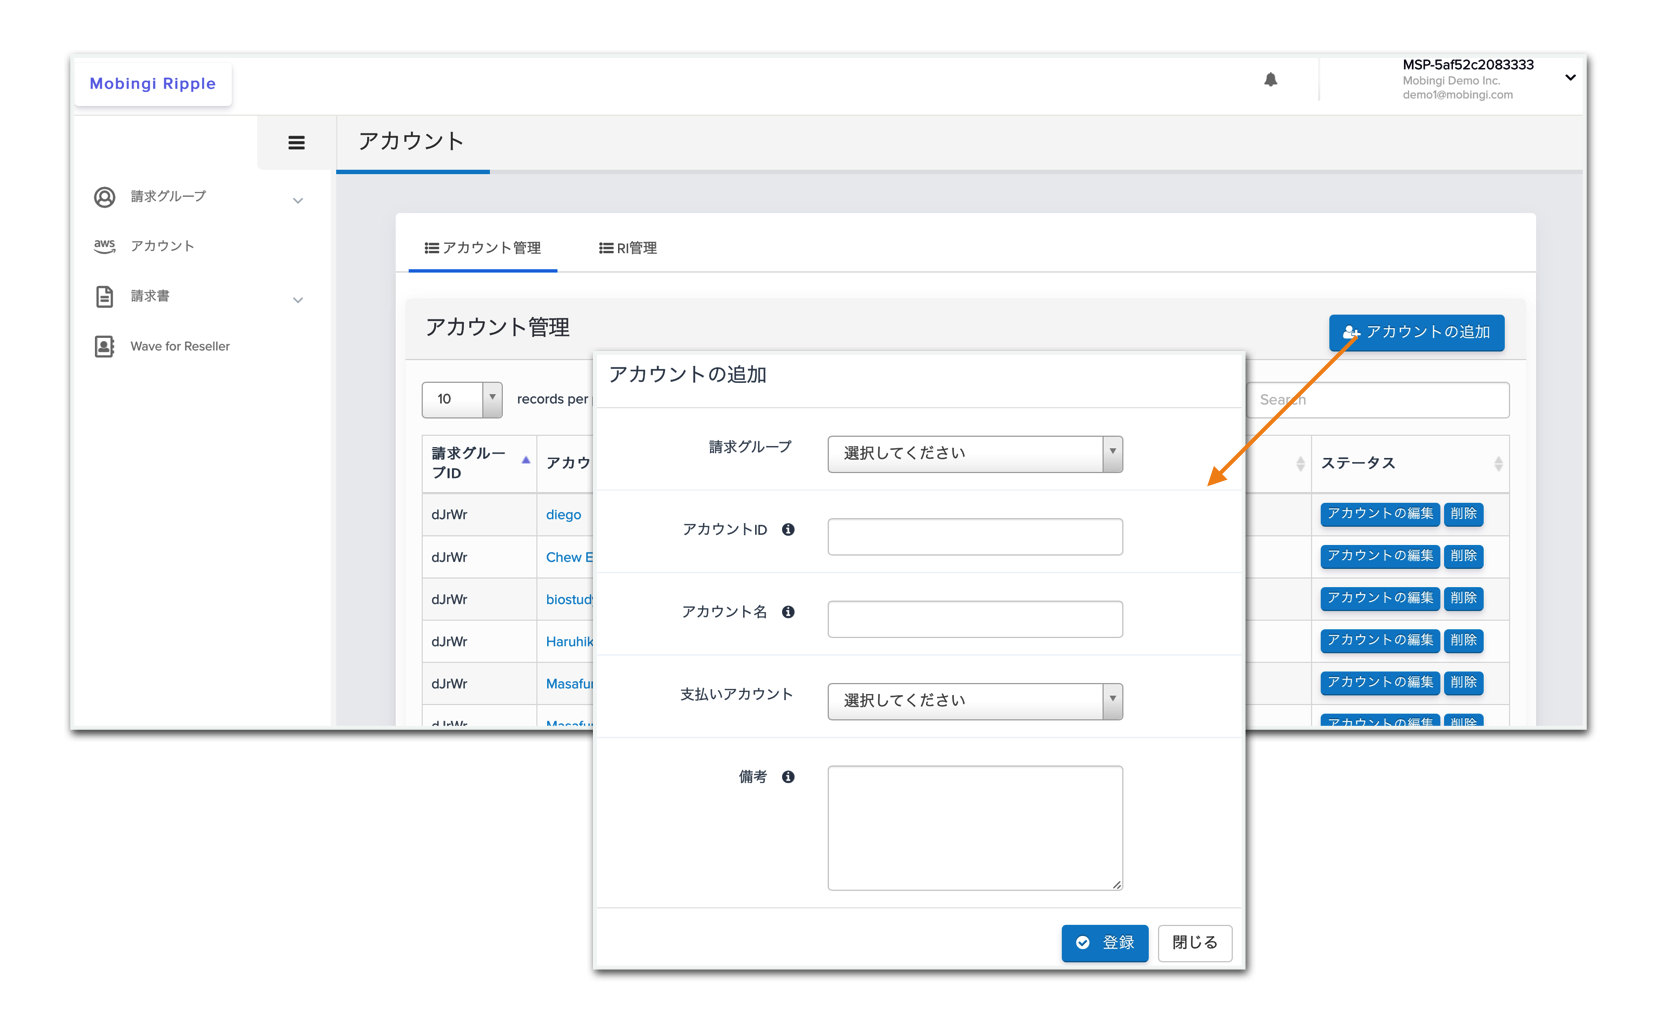 Mobingi Ripple
MSP-5af52c2083333
Mobingi Demo Inc.
demo1@mobingi.com
アカウント
請求グループ
aws アカウント
請求書
Wave for Reseller
アカウント管理 RI管理
アカウント管理
アカウントの追加
10 records per
Search
請求グルー
プID
アカウ
ステータス
dJrWr diego アカウントの編集 削除
dJrWr Chew E アカウントの編集 削除
dJrWr biostudy アカウントの編集 削除
dJrWr Haruhik アカウントの編集 削除
dJrWr Masafu アカウントの編集 削除
dJrWr Masafu アカウントの編集 削除
アカウントの追加
請求グループ 選択してください
アカウントID
アカウント名
支払いアカウント 選択してください
備考
登録 閉じる